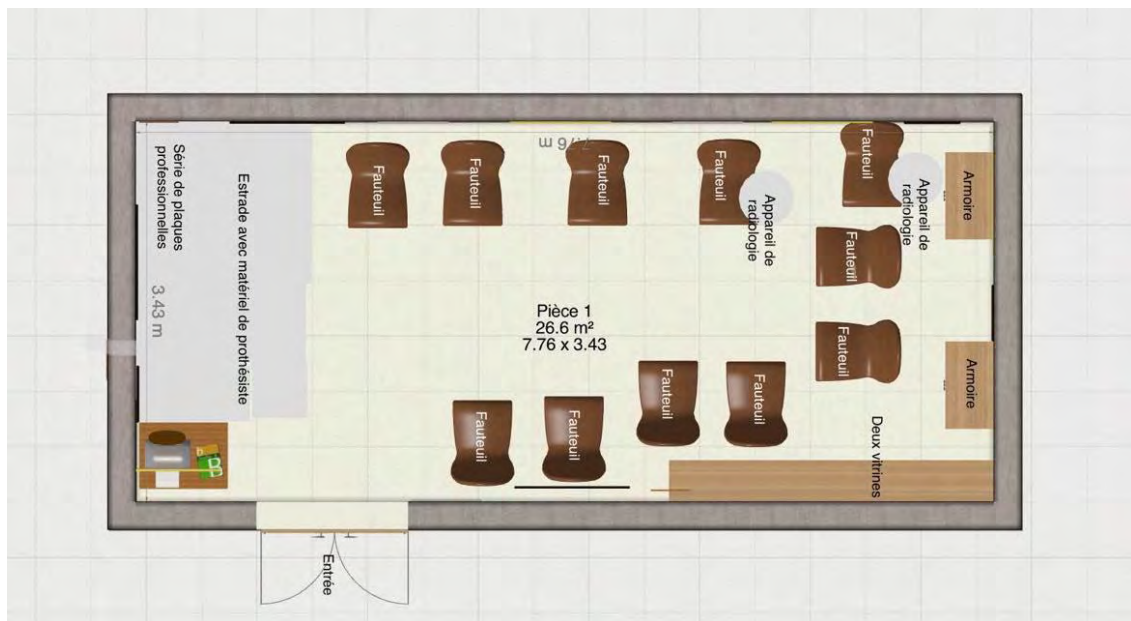 Série de plaques
professionnelles
3.43 m
Estrade avec matériel de prothésiste
Fauteuil
Fauteuil
7.76 m
Fauteuil
Fauteuil
Appareil de
radiologie
Fauteuil
Appareil de
radiologie
Armoire
Fauteuil
Fauteuil
Armoire
Pièce 1
26.6 m²
7.76 x 3.43
Fauteuil
Fauteuil
Fauteuil
Fauteuil
Deux vitrines
Entrée